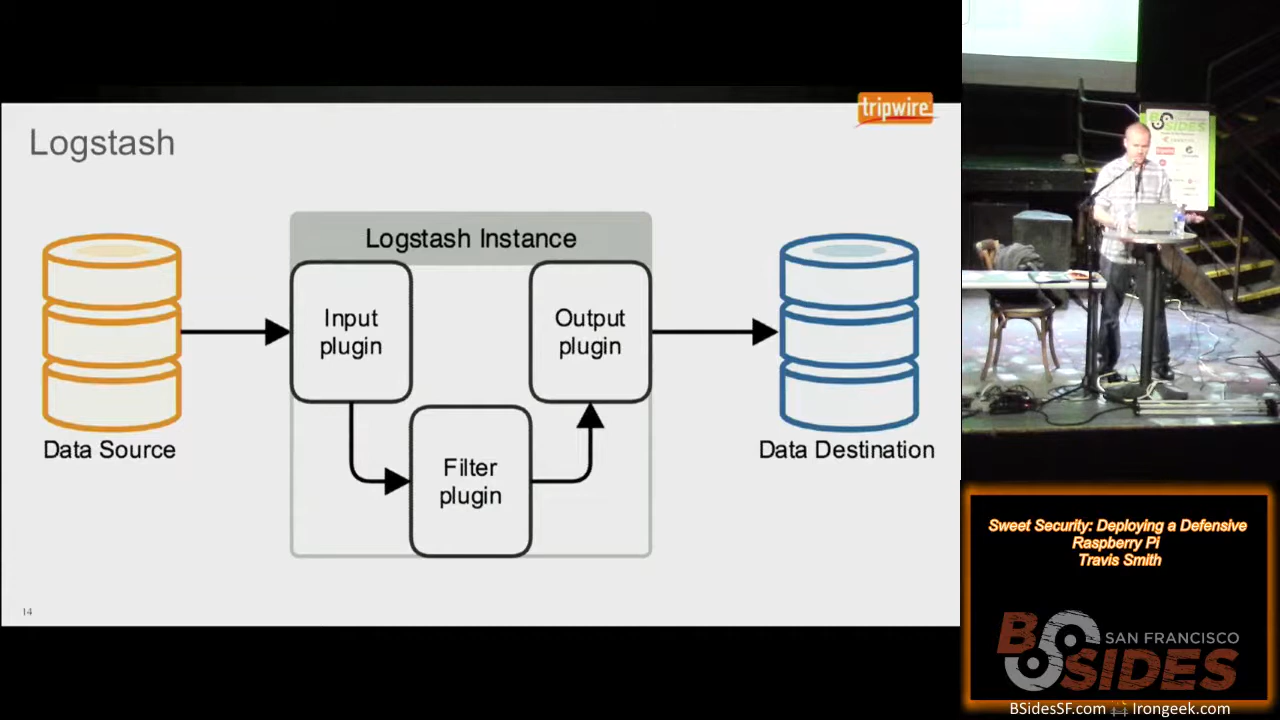 tripwire
Logstash
Logstash Instance
Input
plugin
Output
plugin
Filter
plugin
Data Source
Data Destination
14
BSIDES
Sweet Security: Deploying a Defensive
Raspberry Pi
Travis Smith
BSIDES
SAN FRANCISCO
BSidesSF.com
Irongeek.com